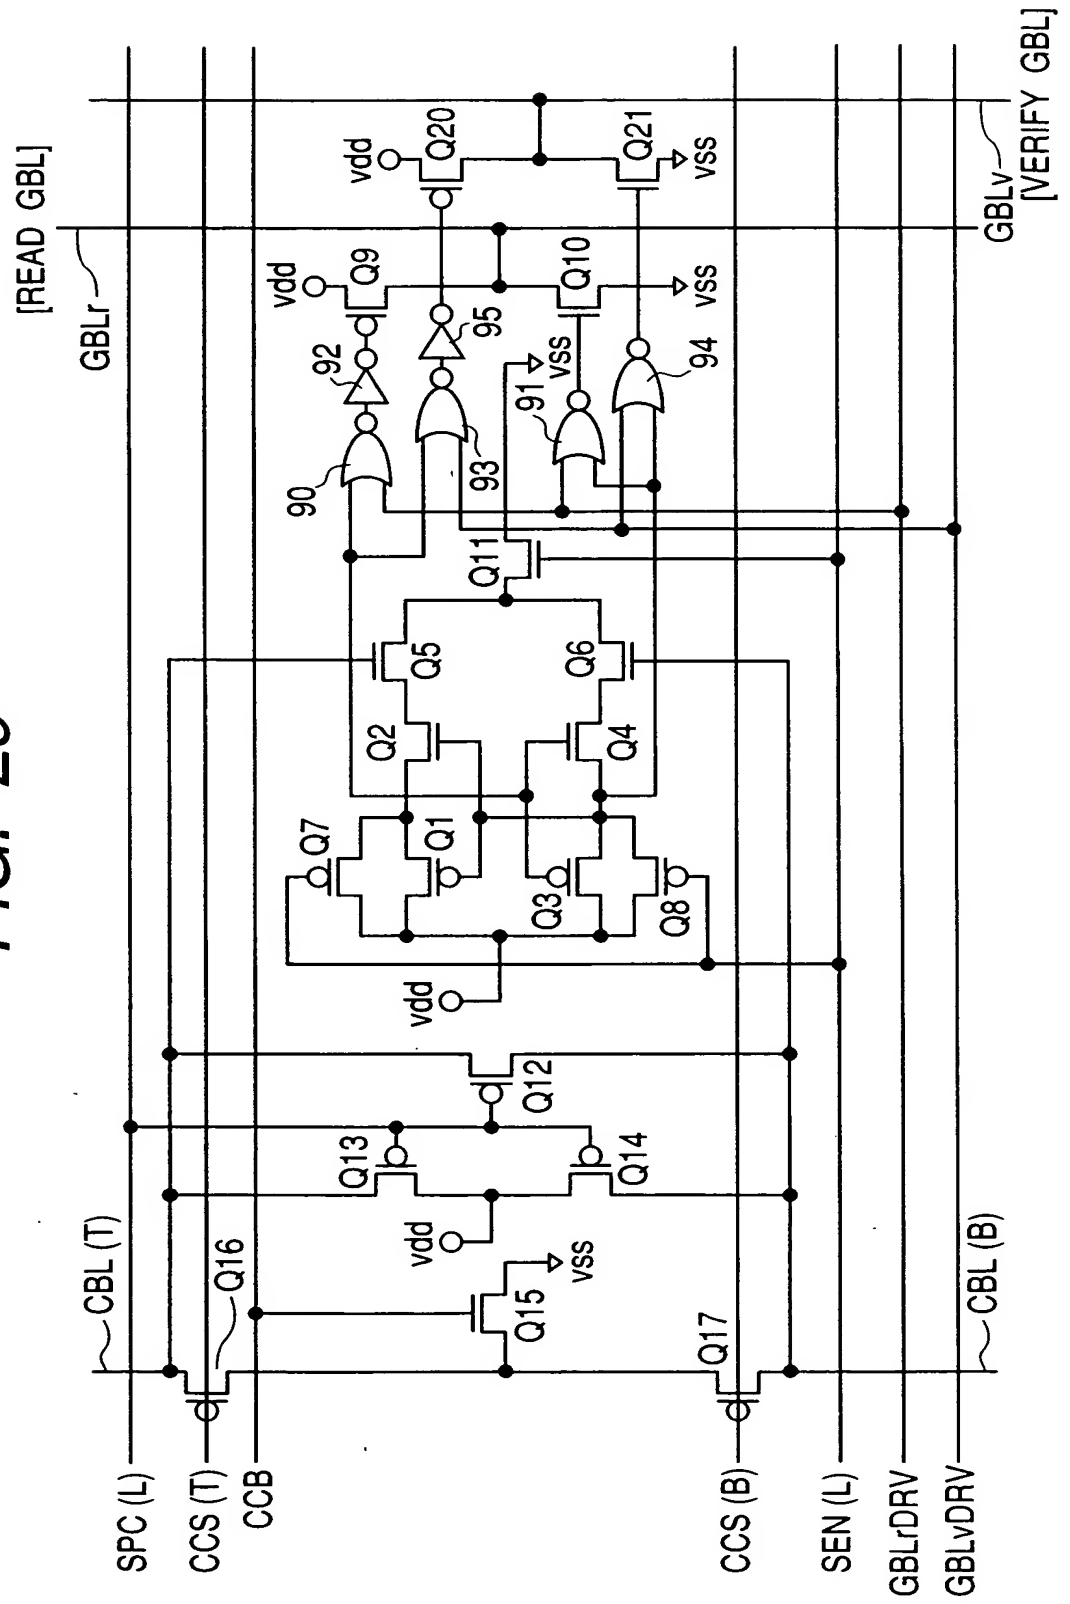 [READ GBL]
GBLr
[VERIFY GBL]
GBLv
vdd
Q20
Q21
vss
vdd
Q9
Q10
vss
92
95
90
93
91
94
vss
Q11
Q5
Q6
Q2
Q4
Q7
Q1
Q3
Q8
vdd
Q12
Q13
Q14
vdd
CBL (T)
Q16
Q15
vss
Q17
CBL (B)
SPC (L)
CCS (T)
CCB
CCS (B)
SEN (L)
GBLrDRV
GBLvDRV